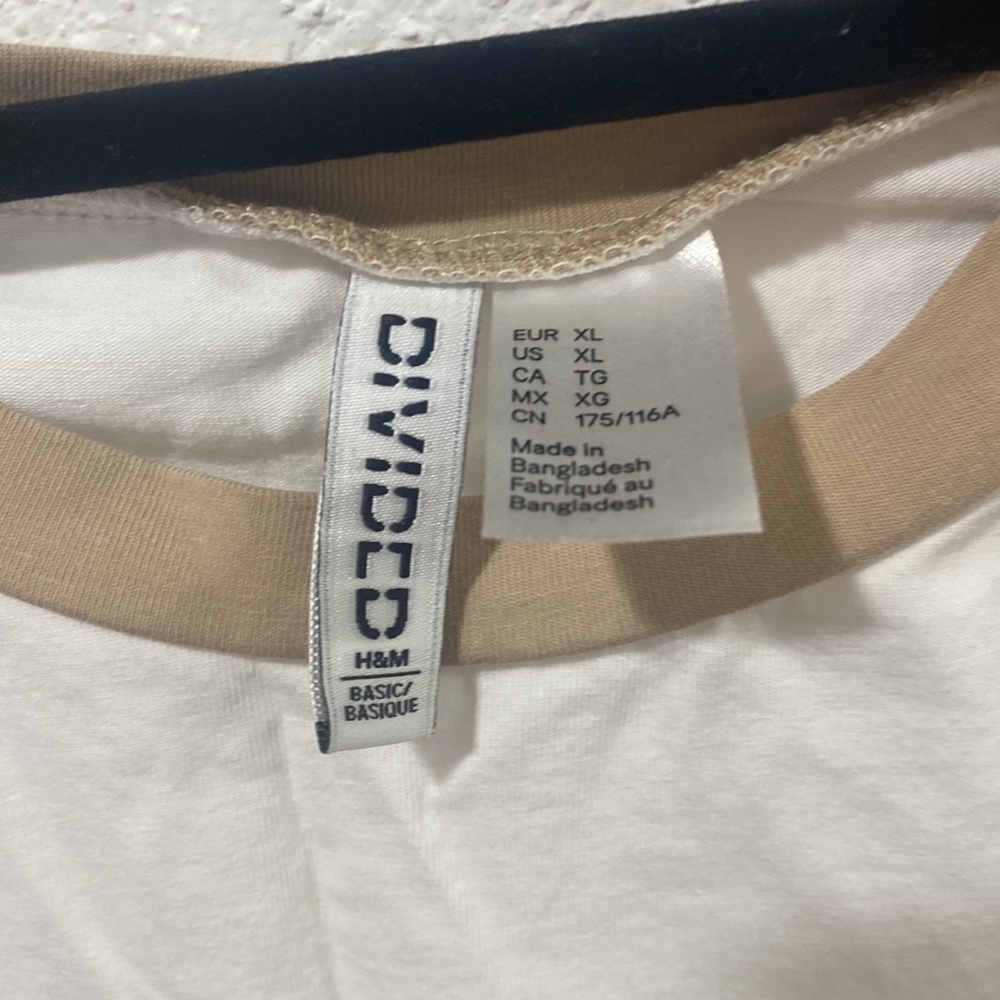 DIVIDED
H&M
BASIC/
BASIQUE
EUR XL
US XL
CA TG
MX XG
CN 175/116A
Made in
Bangladesh
Fabriqué au
Bangladesh